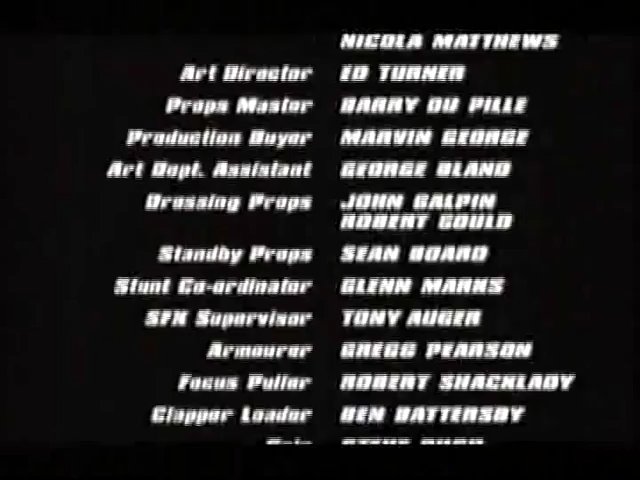 NICOLA MATTHEWS
Art Director ED TURNER
Props Master BARRY DU PILLE
Production Buyer MARVIN GEORGE
Art Dept. Assistant GEORGE BLAND
Dressing Props JOHN GALPIN
ROBERT GOULD
Standby Props SEAN BOARD
Stunt Co-ordinator GLENN MARKS
SFX Supervisor TONY AUGER
Armourer GREGG PEARSON
Focus Puller ROBERT SHACKLADY
Clapper Loader BEN BATTERSBY